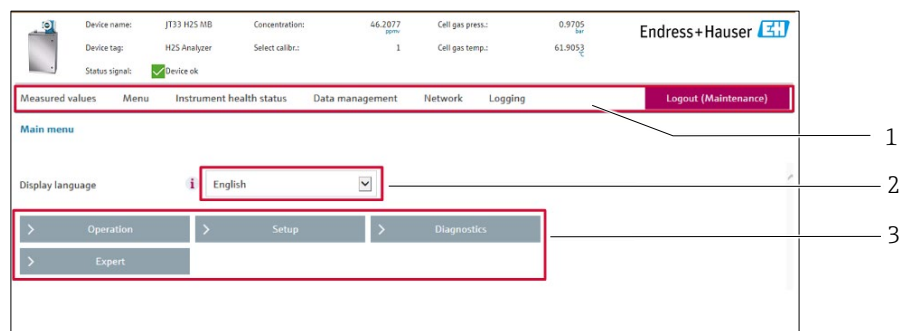 Device name: JT33 H2S MB Concentration: 46.2077 ppmv Cell gas press.: 0.9705 bar
Endress+Hauser EH
Device tag: H2S Analyzer Select calibr.: 1 Cell gas temp.: 61.9053 °C
Status signal: Device ok
Measured values Menu Instrument health status Data management Network Logging Logout (Maintenance)
1
Main menu
Display language i English
2
> Operation > Setup > Diagnostics
3
> Expert